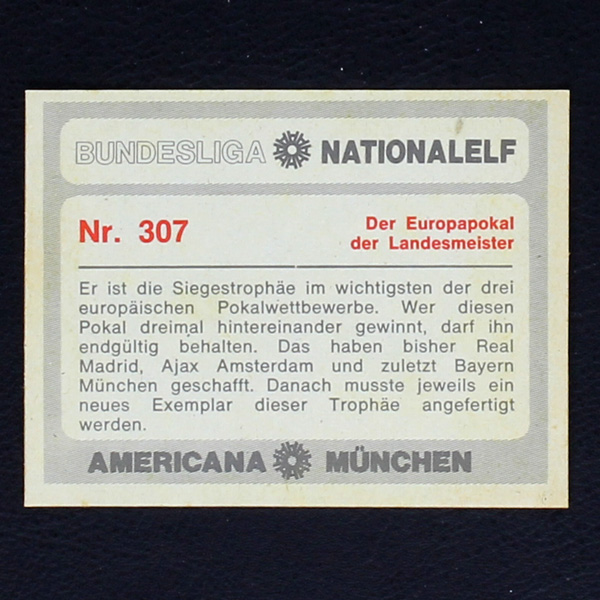 BUNDESLIGA NATIONALELF
Nr. 307
Der Europapokal
der Landesmeister
Er ist die Siegestrophäe im wichtigsten der drei
europäischen Pokalwettbewerbe. Wer diesen
Pokal dreimal hintereinander gewinnt, darf ihn
endgültig behalten. Das haben bisher Real
Madrid, Ajax Amsterdam und zuletzt Bayern
München geschafft. Danach musste jeweils ein
neues Exemplar dieser Trophäe angefertigt
werden.
AMERICANA MÜNCHEN